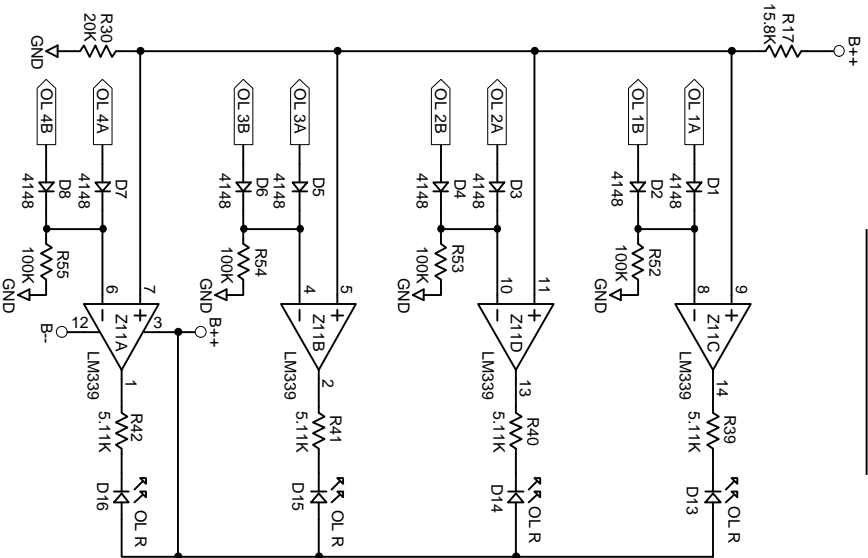 B++
R17
15.8K
R30
20K
GND
OL 1A
OL 1B
D1
4148
D2
4148
R52
100K
GND
9
8
+
−
Z11C
LM339
14
R39
5.11K
OL R
D13
OL 2A
OL 2B
D3
4148
D4
4148
R53
100K
GND
11
10
+
−
Z11D
LM339
13
R40
5.11K
OL R
D14
OL 3A
OL 3B
D5
4148
D6
4148
R54
100K
GND
5
4
+
−
Z11B
LM339
2
R41
5.11K
OL R
D15
OL 4A
OL 4B
D7
4148
D8
4148
R55
100K
GND
7
6
+
−
Z11A
3
12
B++
B--
LM339
1
R42
5.11K
OL R
D16